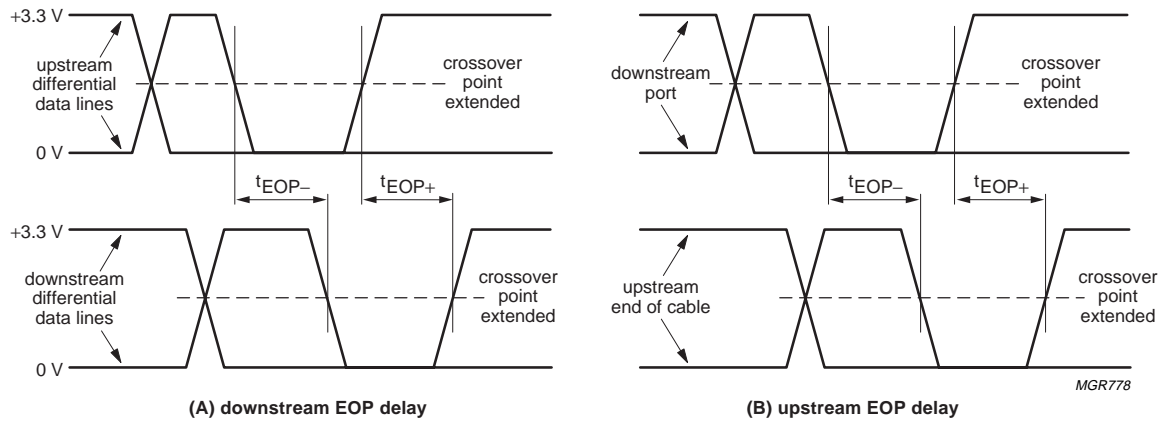 +3.3 V
upstream
differential
data lines
0 V
crossover
point
extended
tEOP−
tEOP+
+3.3 V
downstream
differential
data lines
0 V
crossover
point
extended
(A) downstream EOP delay
downstream
port
crossover
point
extended
tEOP−
tEOP+
upstream
end of cable
crossover
point
extended
MGR778
(B) upstream EOP delay